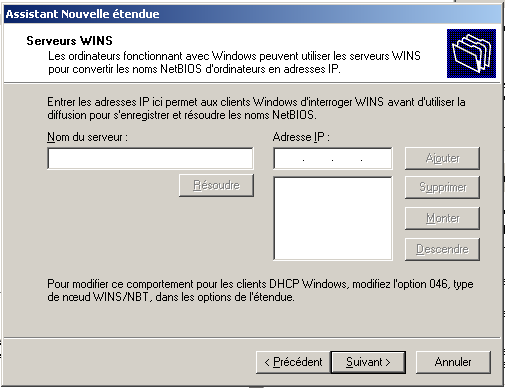 Assistant Nouvelle étendue
Serveurs WINS
Les ordinateurs fonctionnant avec Windows peuvent utiliser les serveurs WINS
pour convertir les noms NetBIOS d'ordinateurs en adresses IP.
Entrer les adresses IP ici permet aux clients Windows d'interroger WINS avant d'utiliser la
diffusion pour s'enregistrer et résoudre les noms NetBIOS.
Nom du serveur : Adresse IP :
. . . Ajouter
Résoudre Supprimer
Monter
Descendre
Pour modifier ce comportement pour les clients DHCP Windows, modifiez l'option 046, type
de nœud WINS/NBT, dans les options de l'étendue.
< Précédent Suivant > Annuler